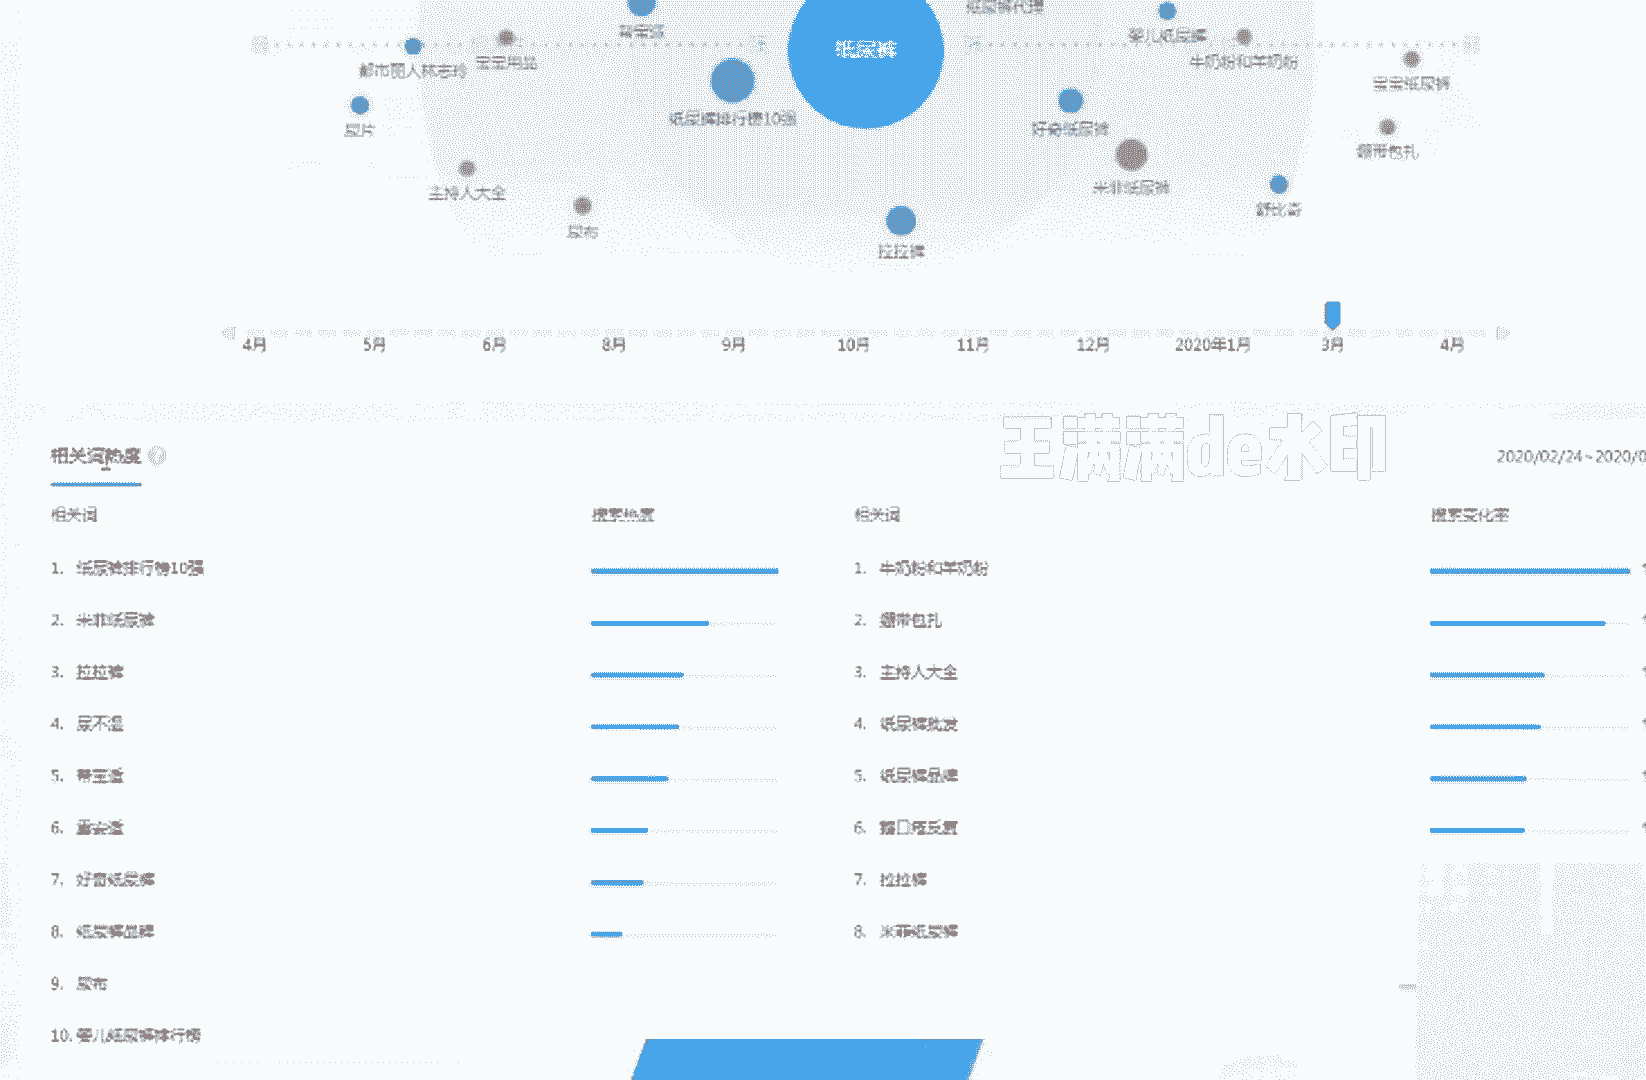 纸尿裤代理
帮宝适
婴儿纸尿裤
纸尿裤
都市丽人林志玲
宝宝用品
牛奶粉和羊奶粉
宝宝纸尿裤
纸尿裤排行榜10强
尿片
好奇纸尿裤
绷带包扎
主持人大全
米菲纸尿裤
尿布
舒比奇
拉拉裤
4月 5月 6月 8月 9月 10月 11月 12月 2020年1月 3月 4月
王满满de水印
相关词热度
2020/02/24~2020/0
相关词 搜索热度 相关词 搜索变化率
1. 纸尿裤排行榜10强 1. 牛奶粉和羊奶粉
2. 米菲纸尿裤 2. 绷带包扎
3. 拉拉裤 3. 主持人大全
4. 尿不湿 4. 纸尿裤批发
5. 帮宝适 5. 纸尿裤品牌
6. 6.
7. 好奇纸尿裤 7. 拉拉裤
8. 纸尿裤品牌 8. 米菲纸尿裤
9. 尿布
10. 婴儿纸尿裤排行榜